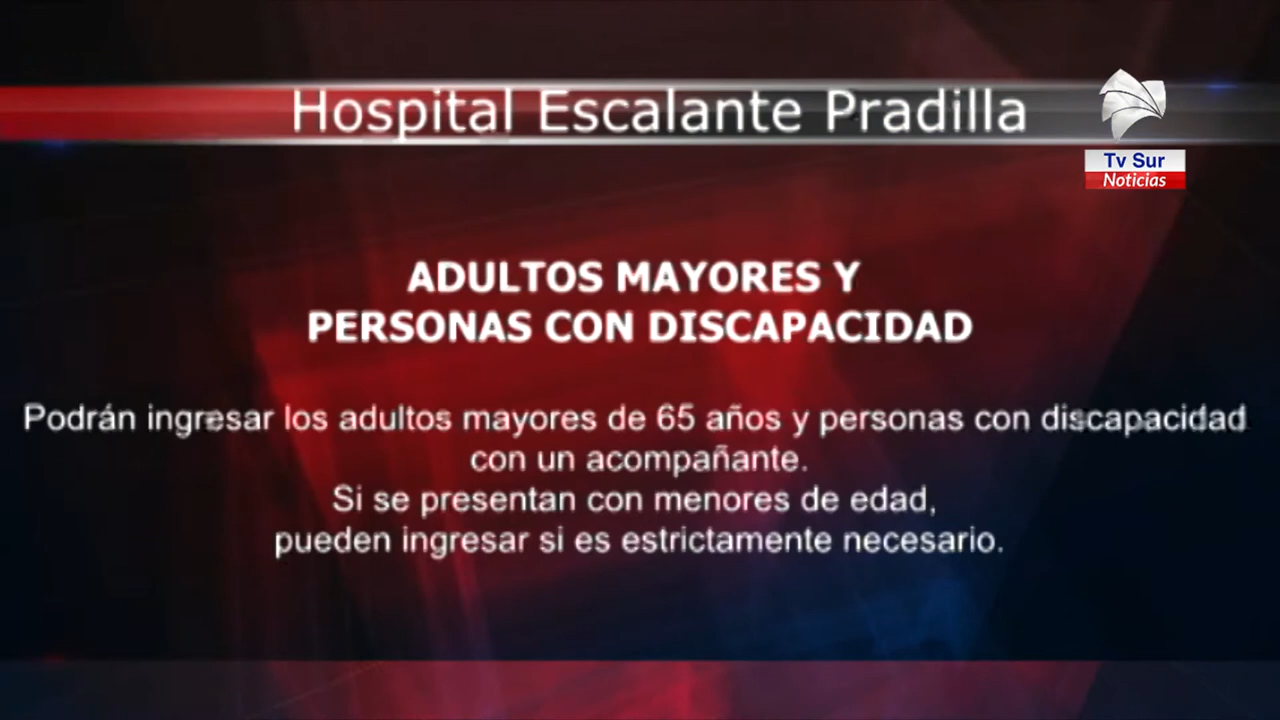 Hospital Escalante Pradilla
Tv Sur
Noticias
ADULTOS MAYORES Y
PERSONAS CON DISCAPACIDAD
Podrán ingresar los adultos mayores de 65 años y personas con discapacidad
con un acompañante.
Si se presentan con menores de edad,
pueden ingresar si es estrictamente necesario.